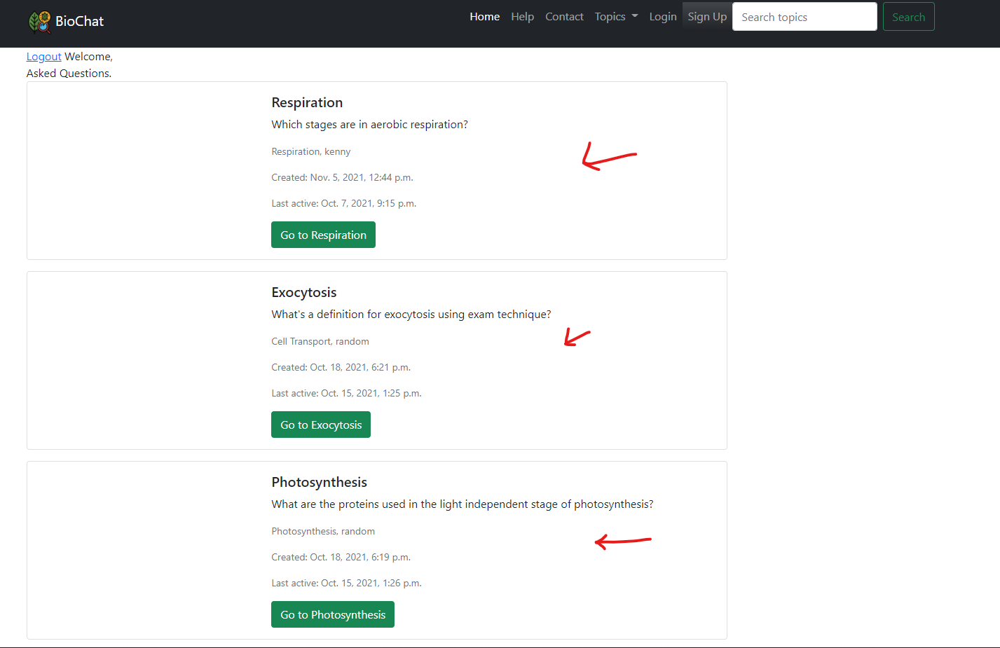 BioChat Home Help Contact Topics Login Sign Up Search topics Search
Logout Welcome,
Asked Questions.
Respiration
Which stages are in aerobic respiration?
Respiration, kenny
Created: Nov. 5, 2021, 12:44 p.m.
Last active: Oct. 7, 2021, 9:15 p.m.
Go to Respiration
Exocytosis
What's a definition for exocytosis using exam technique?
Cell Transport, random
Created: Oct. 18, 2021, 6:21 p.m.
Last active: Oct. 15, 2021, 1:25 p.m.
Go to Exocytosis
Photosynthesis
What are the proteins used in the light independent stage of photosynthesis?
Photosynthesis, random
Created: Oct. 18, 2021, 6:19 p.m.
Last active: Oct. 15, 2021, 1:26 p.m.
Go to Photosynthesis